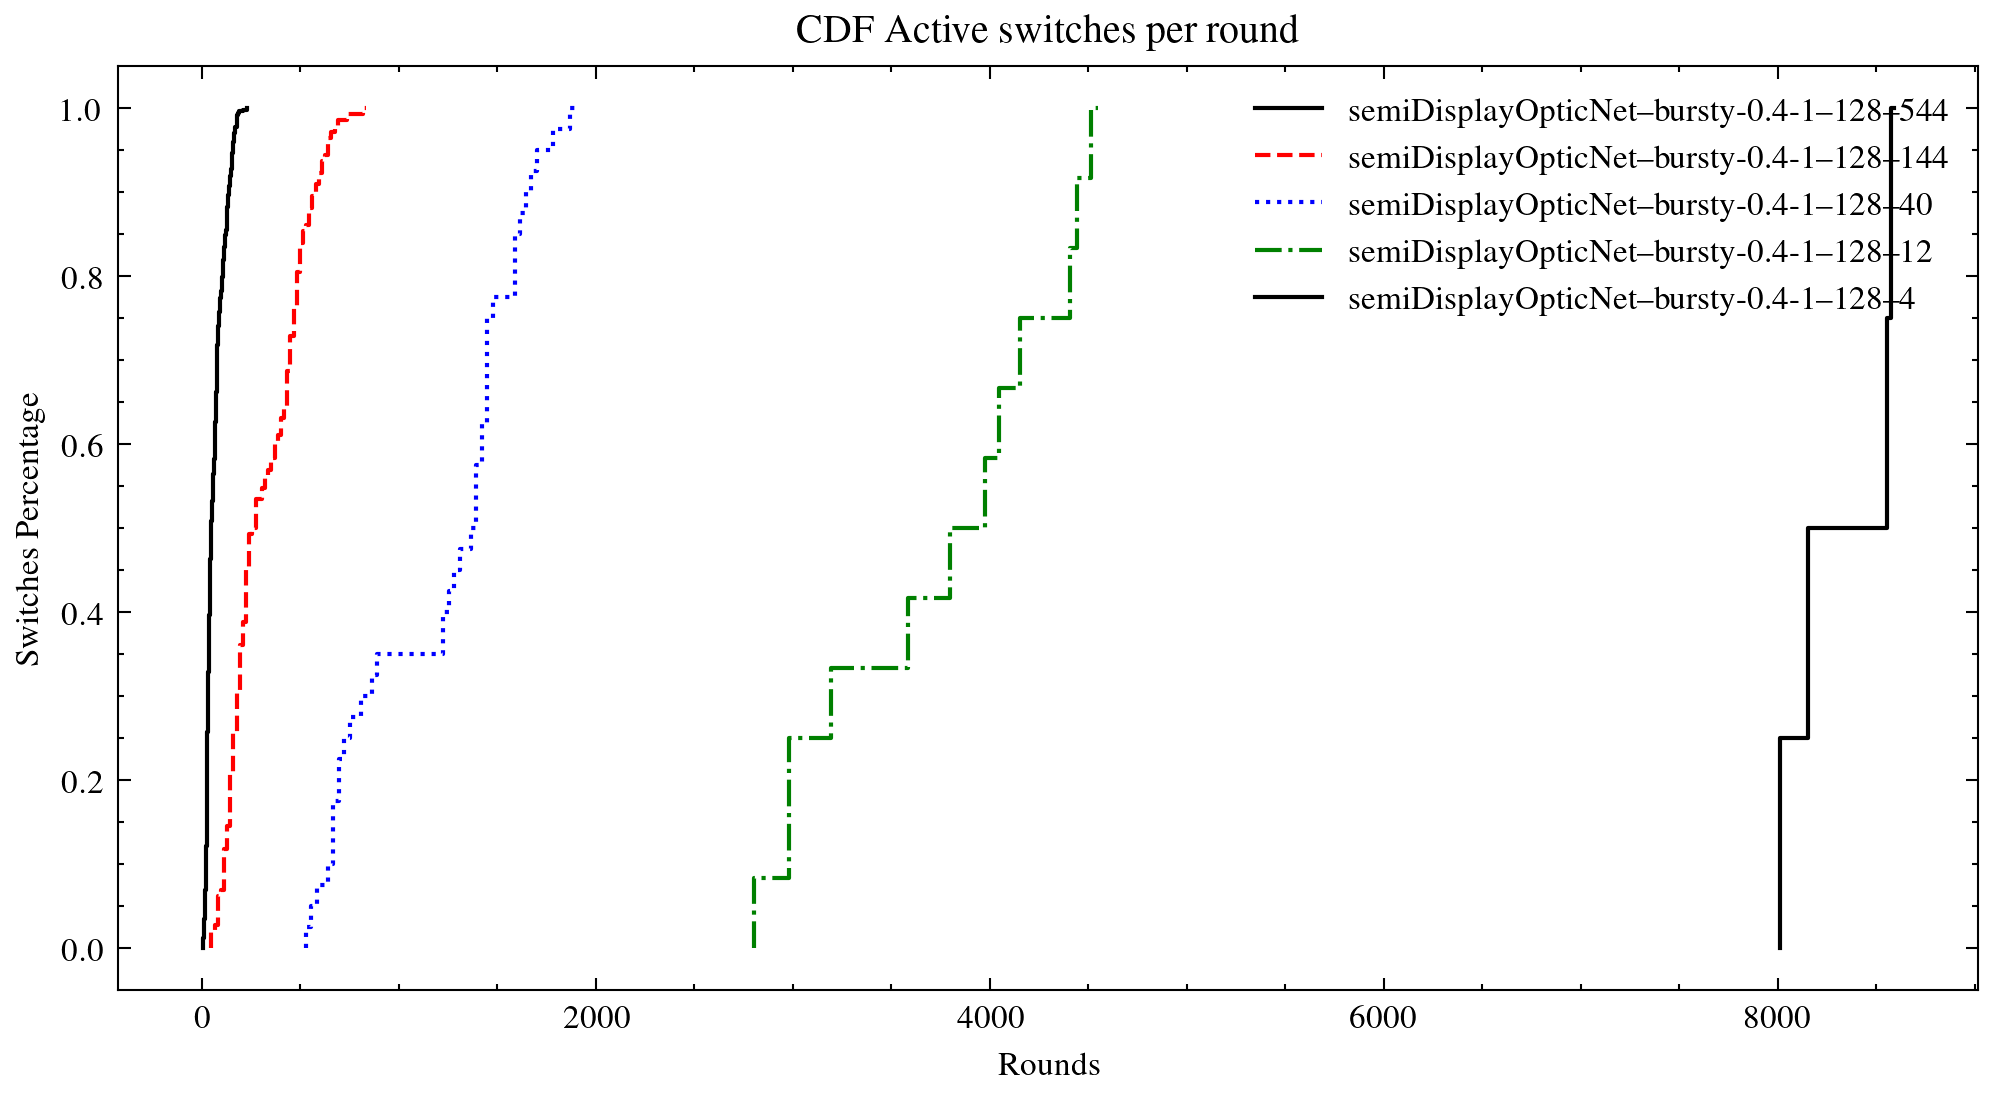 CDF Active switches per round
1.0
0.8
0.6
0.4
0.2
0.0
Switches Percentage
semiDisplayOpticNet–bursty-0.4-1–128–544
semiDisplayOpticNet–bursty-0.4-1–128–144
semiDisplayOpticNet–bursty-0.4-1–128–40
semiDisplayOpticNet–bursty-0.4-1–128–12
semiDisplayOpticNet–bursty-0.4-1–128–4
0 2000 4000 6000 8000
Rounds